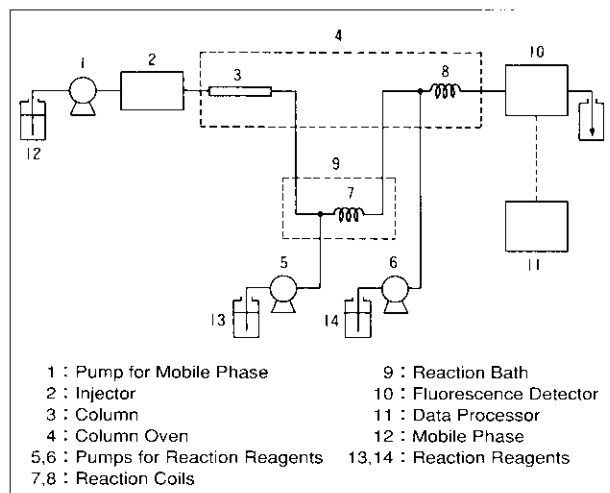 4
1
2
3
8
10
12
9
7
5
6
11
13
14
1 : Pump for Mobile Phase
2 : Injector
3 : Column
4 : Column Oven
5,6 : Pumps for Reaction Reagents
7,8 : Reaction Coils
9 : Reaction Bath
10 : Fluorescence Detector
11 : Data Processor
12 : Mobile Phase
13,14 : Reaction Reagents